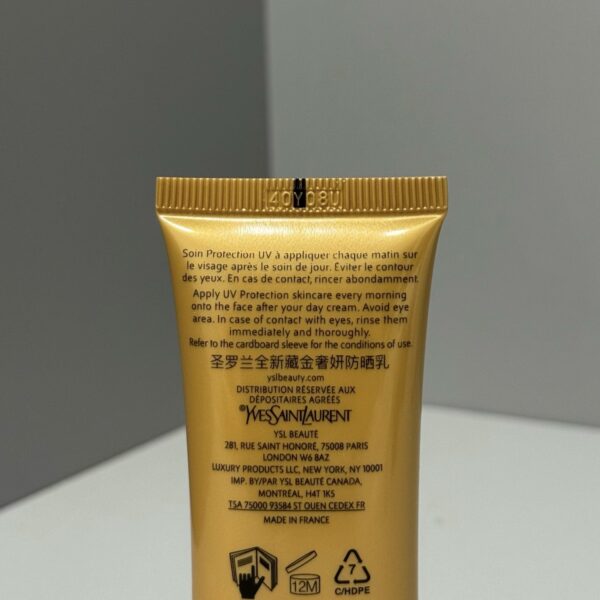 40Y08U
Soin Protection UV à appliquer chaque matin sur
le visage après le soin de jour. Éviter le contour
des yeux. En cas de contact, rincer abondamment.
Apply UV Protection skincare every morning
onto the face after your day cream. Avoid eye
area. In case of contact with eyes, rinse them
immediately and thoroughly.
Refer to the cardboard sleeve for the conditions of use.
圣罗兰全新藏金奢妍防晒乳
yslbeauty.com
DISTRIBUTION RÉSERVÉE AUX
DÉPOSITAIRES AGRÉÉS
©YVESSAINTLAURENT
YSL BEAUTÉ
281, RUE SAINT HONORÉ, 75008 PARIS
LONDON W6 8AZ
LUXURY PRODUCTS LLC, NEW YORK, NY 10001
IMP. BY/PAR YSL BEAUTÉ CANADA,
MONTRÉAL, H4T 1K5
TSA 75000 93584 ST OUEN CEDEX FR
MADE IN FRANCE
12M
7
C/HDPE